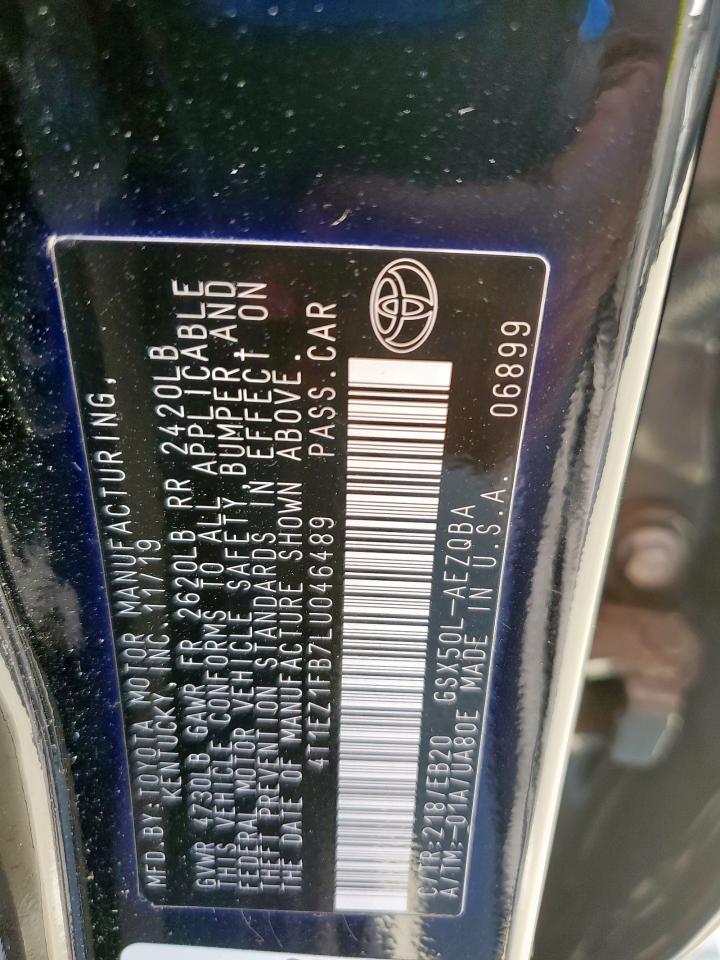 MFD.BY:TOYOTA MOTOR MANUFACTURING,
KENTUCKY, INC. 11/19
GVWR 4730LB GAWR FR 2620LB RR 2420LB
THIS VEHICLE CONFORMS TO ALL APPLICABLE
FEDERAL MOTOR VEHICLE SAFETY, BUMPER AND
THEFT PREVENTION STANDARDS IN EFFECT ON
THE DATE OF MANUFACTURE SHOWN ABOVE.
4T1EZ1FB7LU046489 PASS.CAR
C/TR:218/EB20 GSX50L-AEZQBA
A/TM:-01A/UA80E MADE IN U.S.A. 06899